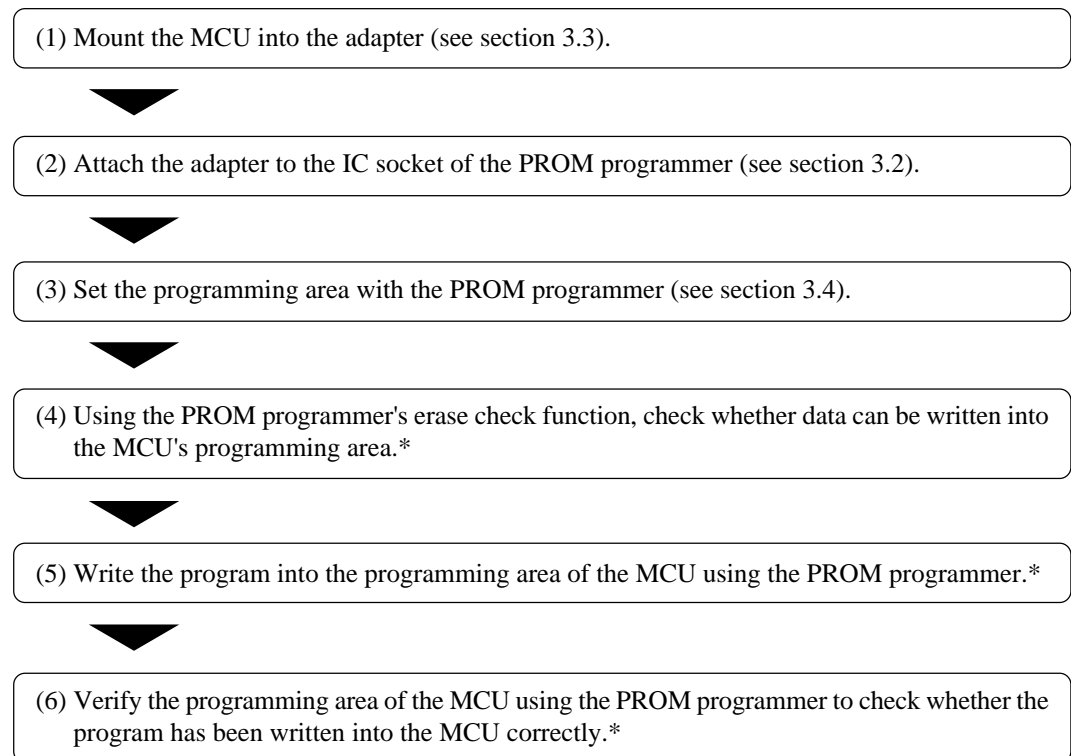 (1) Mount the MCU into the adapter (see section 3.3).
(2) Attach the adapter to the IC socket of the PROM programmer (see section 3.2).
(3) Set the programming area with the PROM programmer (see section 3.4).
(4) Using the PROM programmer's erase check function, check whether data can be written into
the MCU's programming area.*
(5) Write the program into the programming area of the MCU using the PROM programmer.*
(6) Verify the programming area of the MCU using the PROM programmer to check whether the
program has been written into the MCU correctly.*